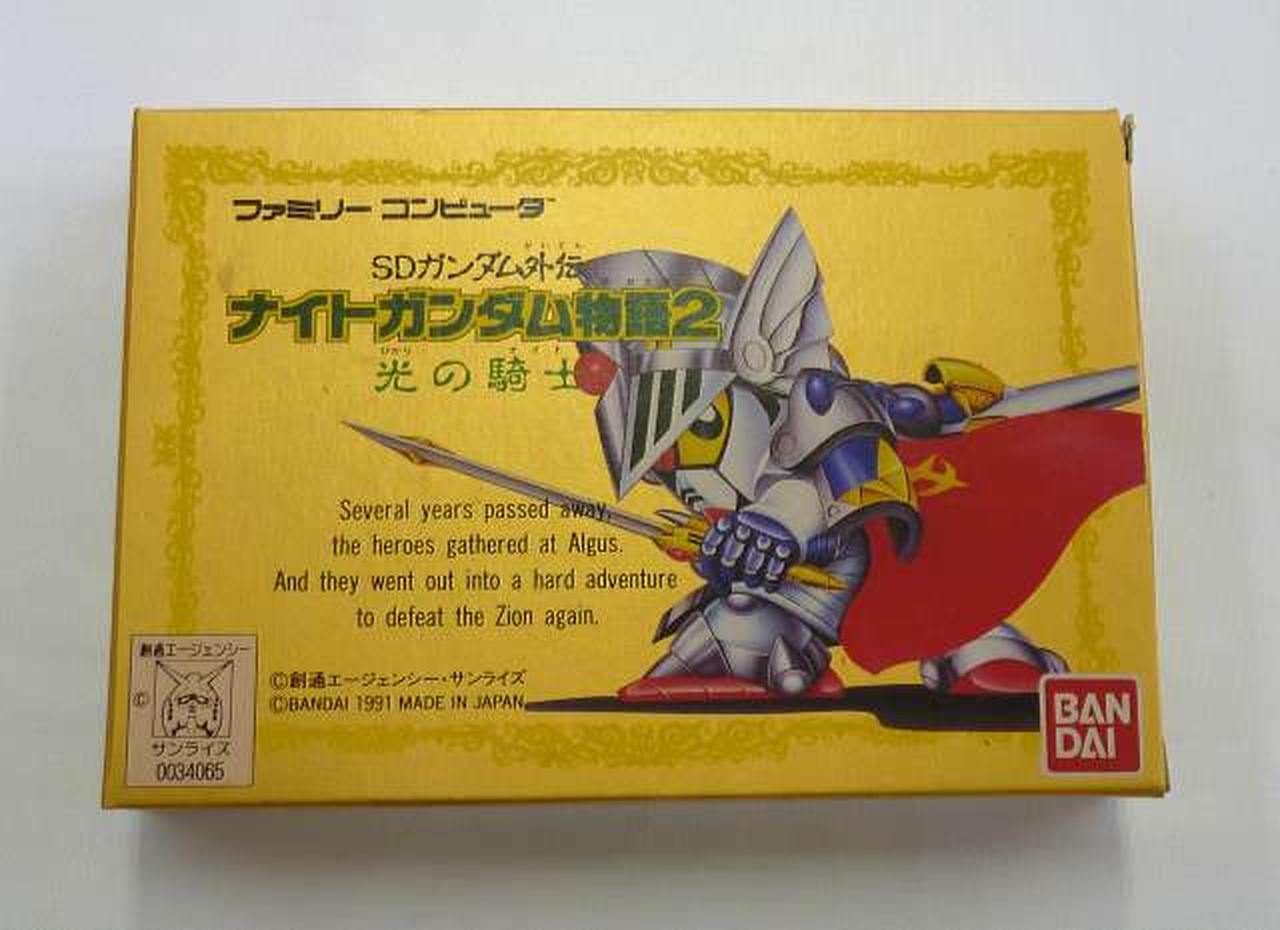 ファミリーコンピュータ
SDガンダム外伝
ナイトガンダム物語2
光の騎士
Several years passed away,
the heroes gathered at Algus.
And they went out into a hard adventure
to defeat the Zion again.
©創通エージェンシー・サンライズ
©BANDAI 1991 MADE IN JAPAN
創通エージェンシー
©
サンライズ
0034065
BAN
DAI